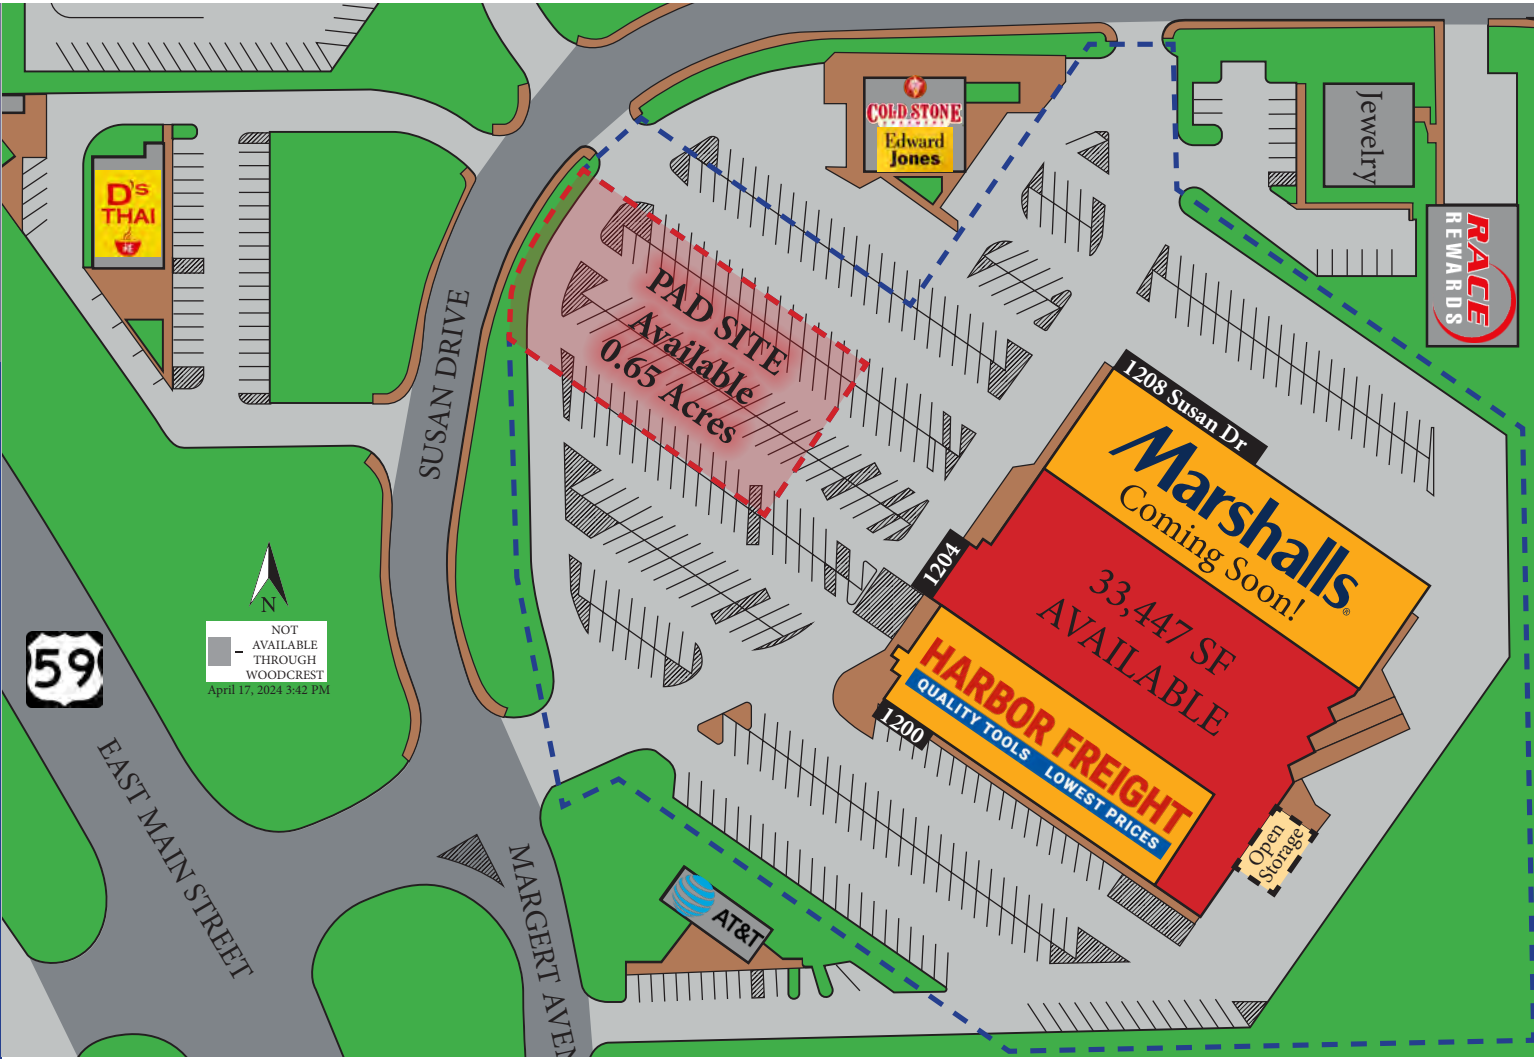 COLD STONE
Edward
Jones
Jewelry
RACE
REWARDS
D's
THAI
PAD SITE
Available
0.65 Acres
SUSAN DRIVE
1208 Susan Dr
Marshalls
®
Coming Soon!
1204
33,447 SF
AVAILABLE
HARBOR FREIGHT
QUALITY TOOLS LOWEST PRICES
1200
Open
Storage
N
NOT
AVAILABLE
THROUGH
WOODCREST
April 17, 2024 3:42 PM
59
EAST MAIN STREET
MARGERT AVEN
AT&T